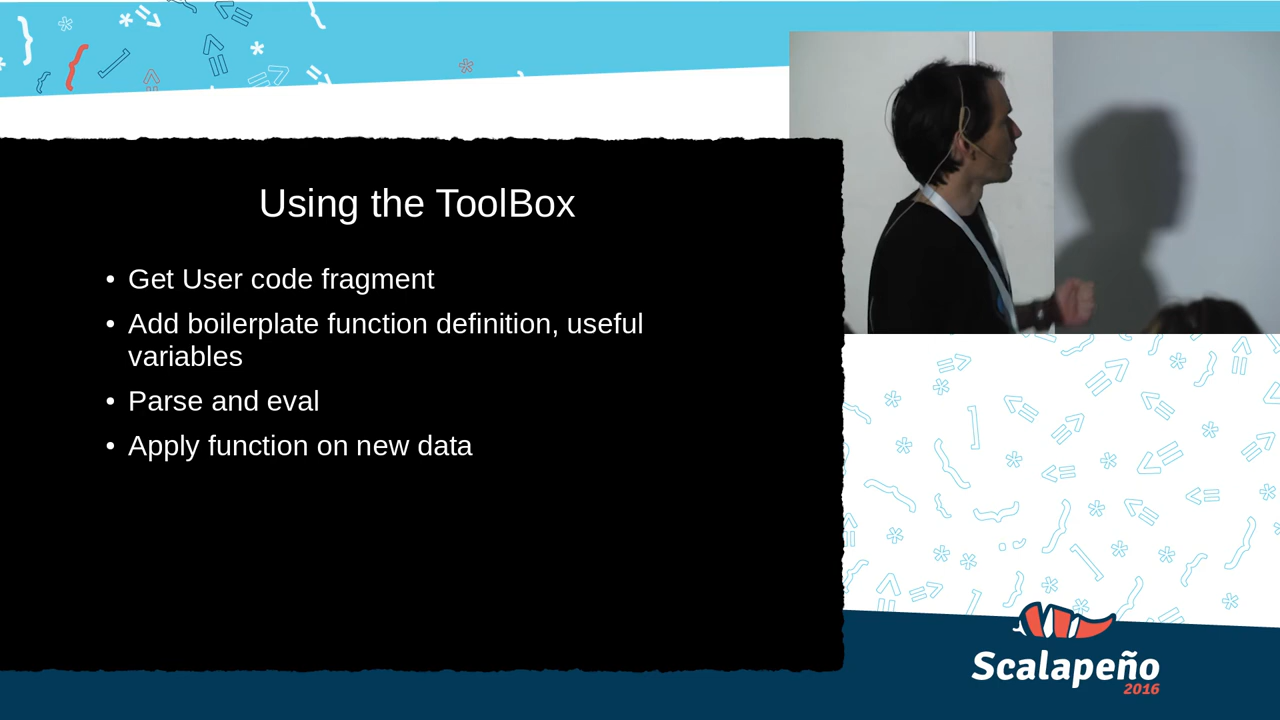 Using the ToolBox
• Get User code fragment
• Add boilerplate function definition, useful
variables
• Parse and eval
• Apply function on new data
Scalapeño
2016